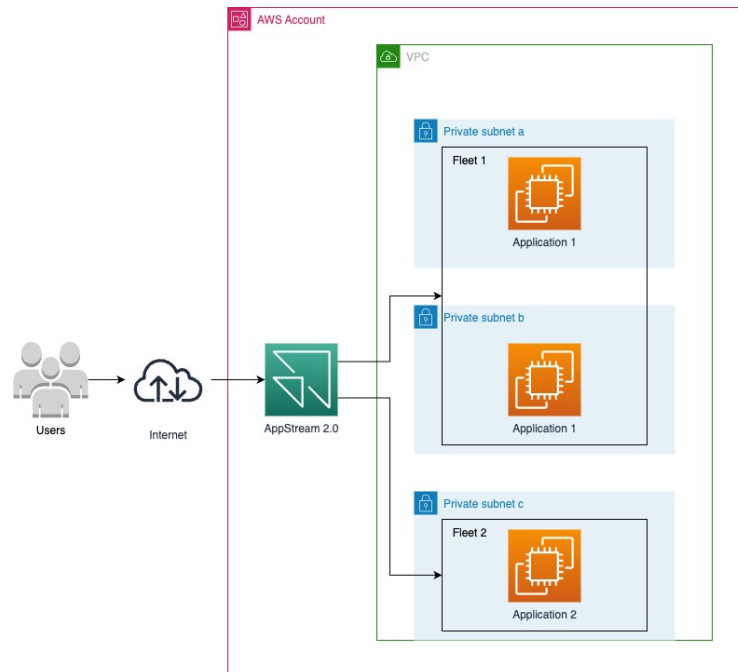 AWS Account
VPC
Private subnet a
Fleet 1
Application 1
Private subnet b
Application 1
Users
Internet
AppStream 2.0
Private subnet c
Fleet 2
Application 2